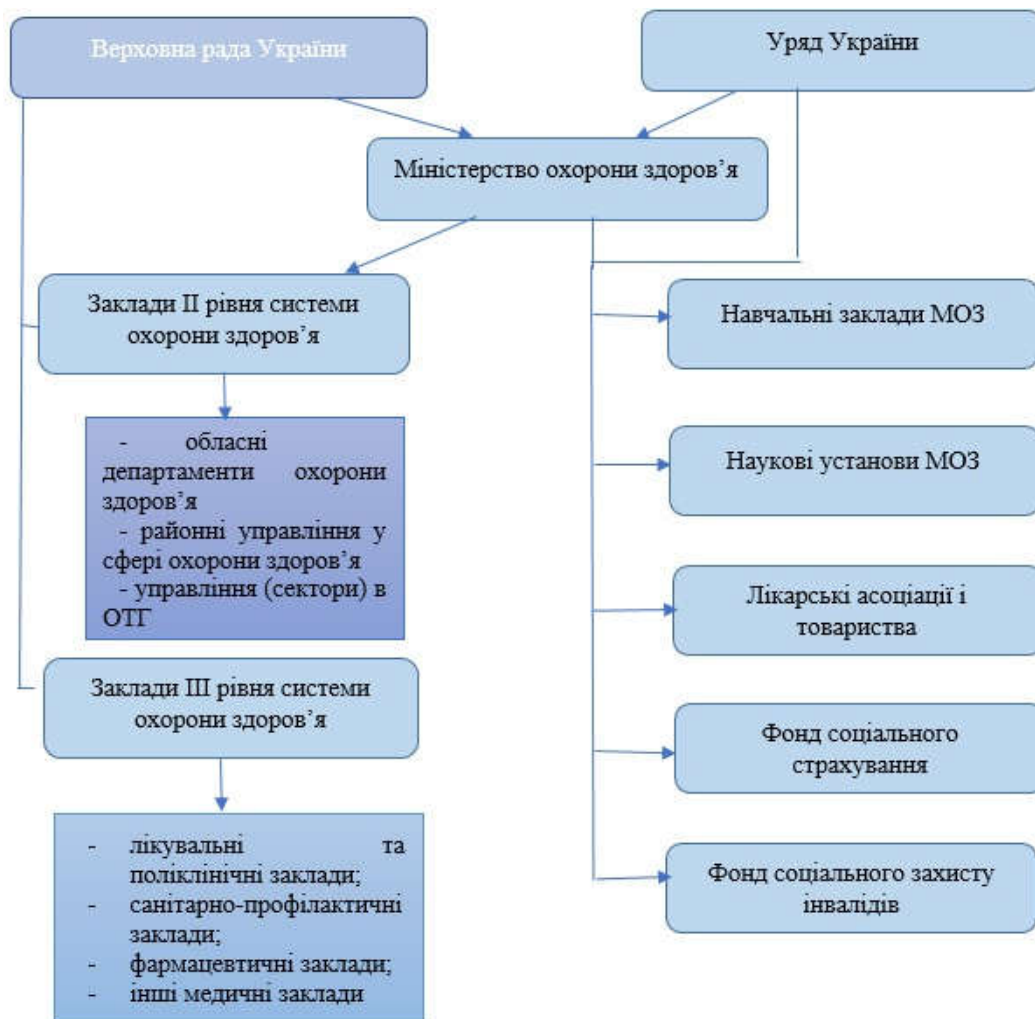 Верховна рада України
Уряд України
Міністерство охорони здоров’я
Заклади ІІ рівня системи
охорони здоров’я
- обласні
департаменти охорони
здоров’я
- районні управління у
сфері охорони здоров’я
- управління (сектори) в
ОТГ
Заклади ІІІ рівня системи
охорони здоров’я
- лікувальні та
поліклінічні заклади;
- санітарно-профілактичні
заклади;
- фармацевтичні заклади;
- інші медичні заклади
Навчальні заклади МОЗ
Наукові установи МОЗ
Лікарські асоціації і
товариства
Фонд соціального
страхування
Фонд соціального захисту
інвалідів